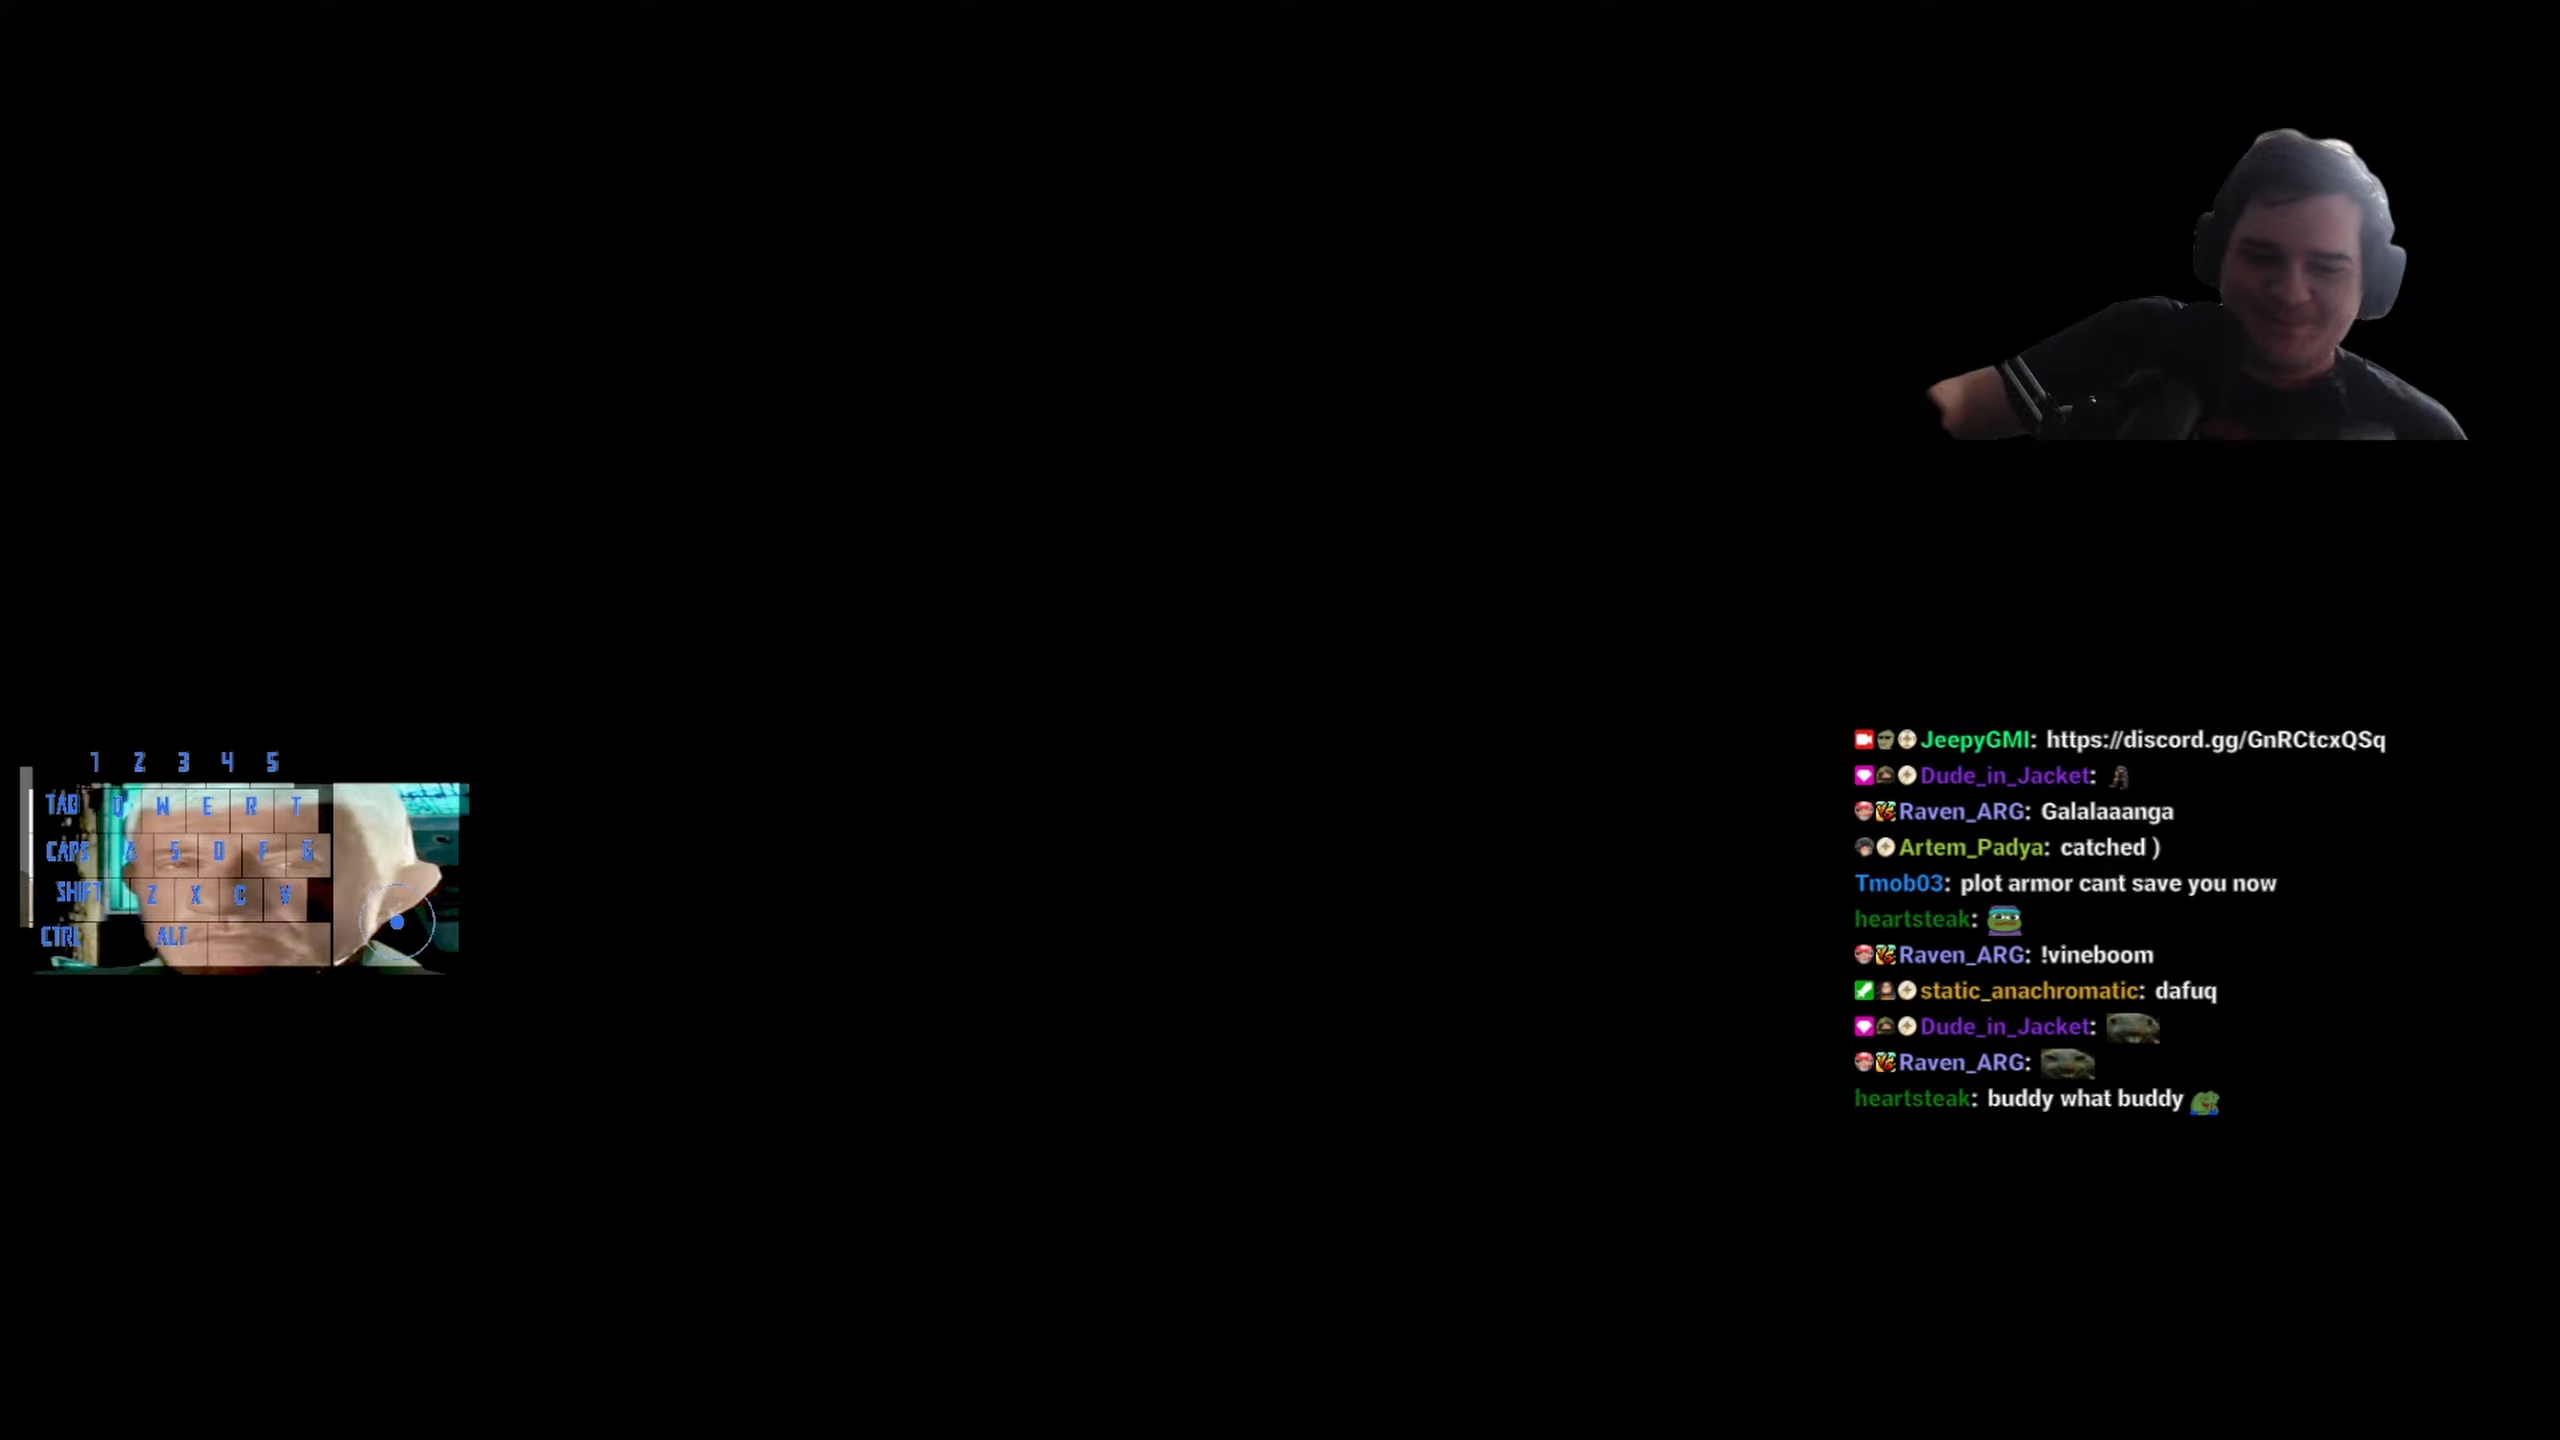 1 2 3 4 5
TAB Q W E R T
CAPS A S D F G
SHIFT Z X C V
CTRL ALT
JeepyGMI: https://discord.gg/GnRCtcxQSq
Dude_in_Jacket:
Raven_ARG: Galalaaanga
Artem_Padya: catched )
Tmob03: plot armor cant save you now
heartsteak:
Raven_ARG: !vineboom
static_anachromatic: dafuq
Dude_in_Jacket:
Raven_ARG:
heartsteak: buddy what buddy